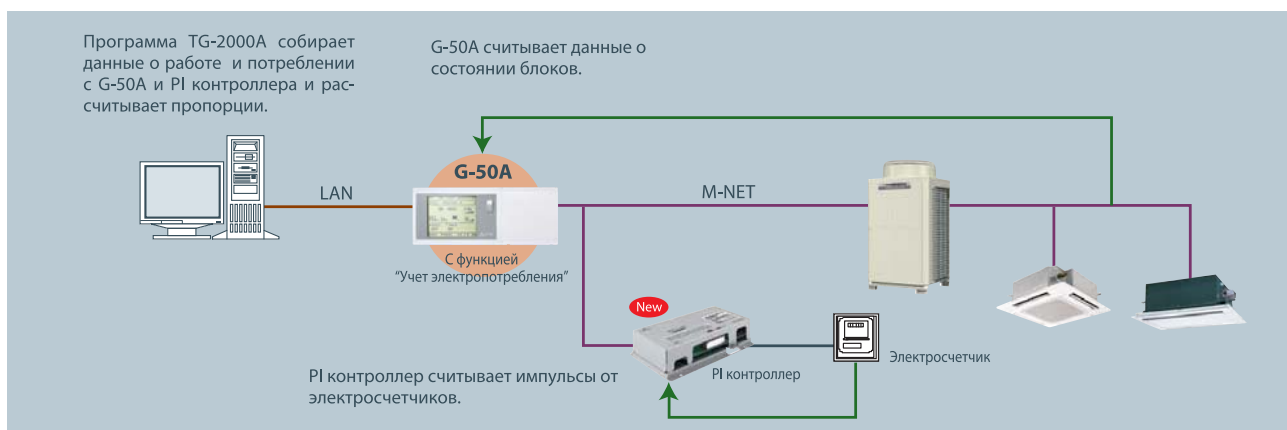 Программа TG-2000A собирает
данные о работе и потреблении
с G-50A и PI контроллера и рас-
считывает пропорции.
G-50A считывает данные о
состоянии блоков.
G-50A
LAN
M-NET
С функцией
"Учет электропотребления"
New
PI контроллер
Электросчетчик
PI контроллер считывает импульсы от
электросчетчиков.